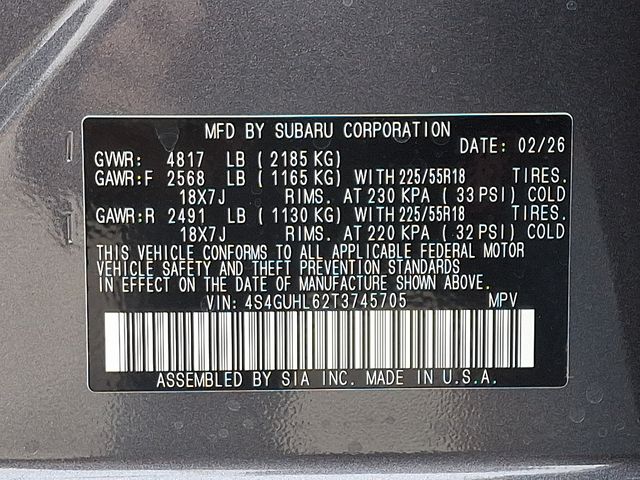 MFD BY SUBARU CORPORATION
DATE: 02/26
GVWR: 4817 LB (2185 KG)
GAWR:F 2568 LB (1165 KG) WITH 225/55R18 TIRES.
18X7J RIMS. AT 230 KPA (33 PSI) COLD
GAWR:R 2491 LB (1130 KG) WITH 225/55R18 TIRES.
18X7J RIMS. AT 220 KPA (32 PSI) COLD
THIS VEHICLE CONFORMS TO ALL APPLICABLE FEDERAL MOTOR
VEHICLE SAFETY AND THEFT PREVENTION STANDARDS
IN EFFECT ON THE DATE OF MANUFACTURE SHOWN ABOVE.
VIN: 4S4GUHL62T3745705 MPV
ASSEMBLED BY SIA INC. MADE IN U.S.A.